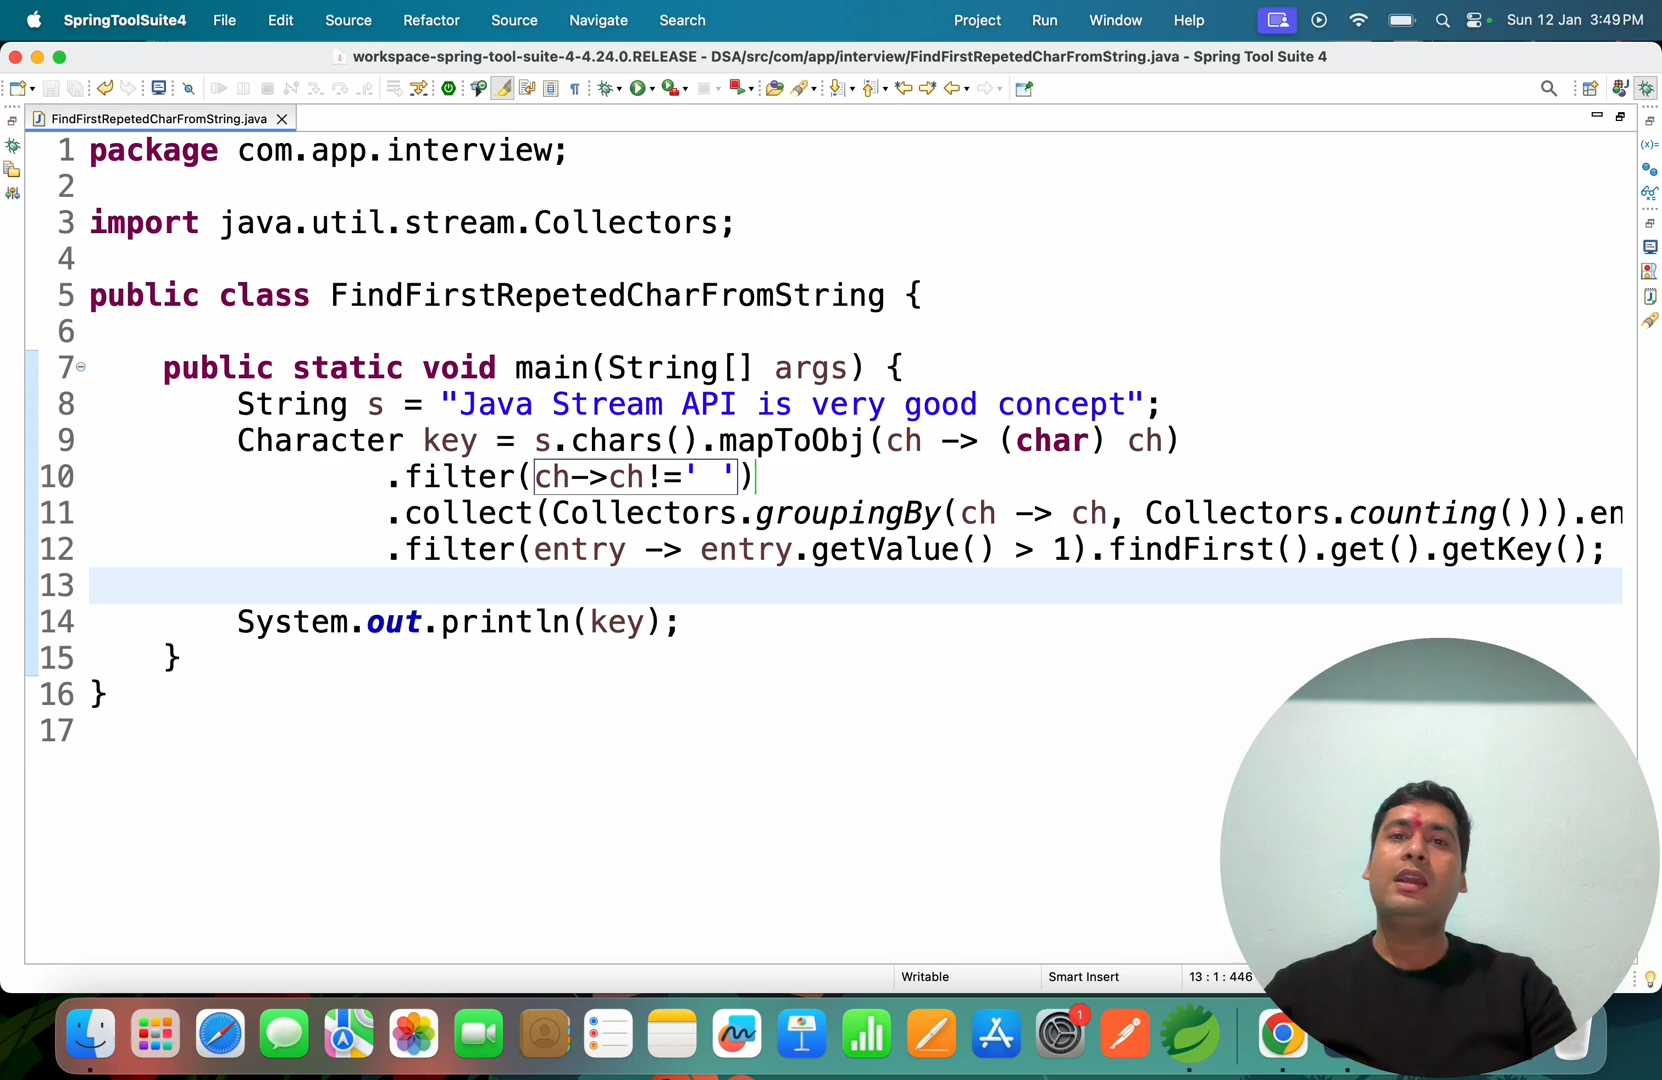 SpringToolSuite4 File Edit Source Refactor Source Navigate Search Project Run Window Help Sun 12 Jan 3:49 PM
workspace-spring-tool-suite-4-4.24.0.RELEASE - DSA/src/com/app/interview/FindFirstRepetedCharFromString.java - Spring Tool Suite 4
FindFirstRepetedCharFromString.java
1 package com.app.interview;
2
3 import java.util.stream.Collectors;
4
5 public class FindFirstRepetedCharFromString {
6
7 public static void main(String[] args) {
8 String s = "Java Stream API is very good concept";
9 Character key = s.chars().mapToObj(ch -> (char) ch)
10 .filter(ch->ch!=' ')
11 .collect(Collectors.groupingBy(ch -> ch, Collectors.counting())).en
12 .filter(entry -> entry.getValue() > 1).findFirst().get().getKey();
13
14 System.out.println(key);
15 }
16 }
17
Writable Smart Insert 13 : 1 : 446
1